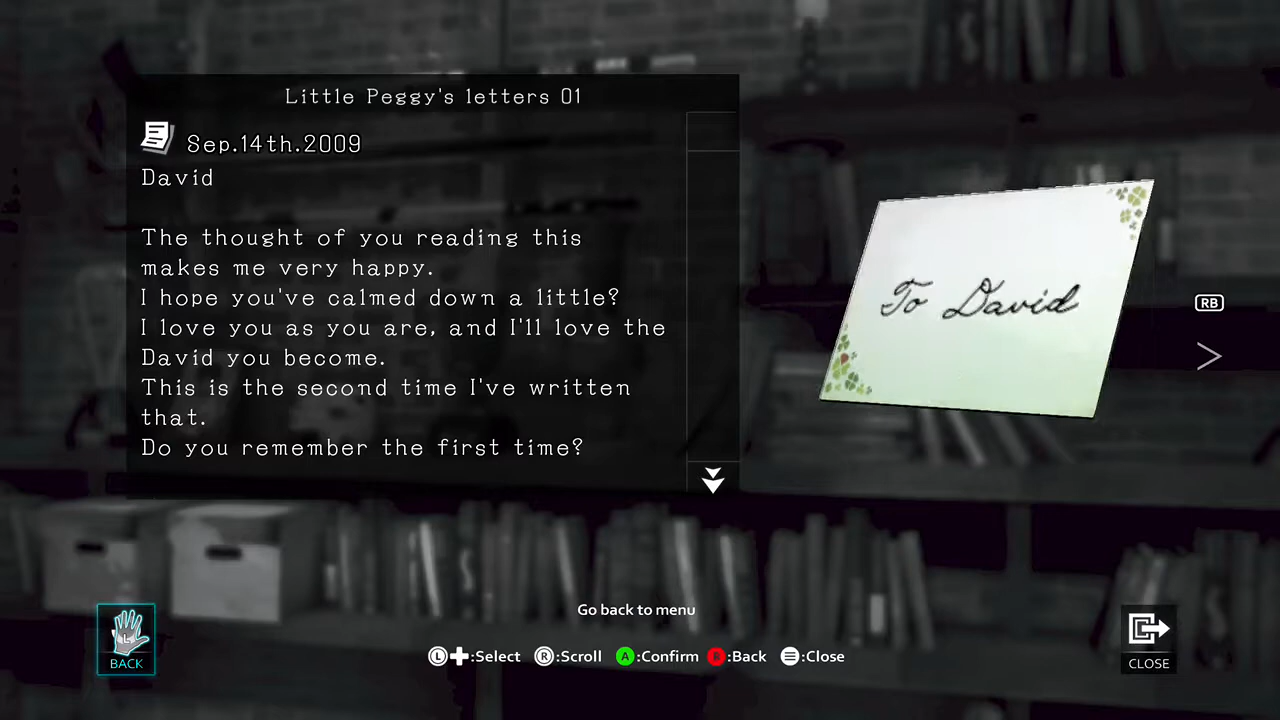 Little Peggy's letters 01
Sep.14th.2009
David
The thought of you reading this
makes me very happy.
I hope you've calmed down a little?
I love you as you are, and I'll love the
David you become.
This is the second time I've written
that.
Do you remember the first time?
To David
RB
Go back to menu
L
BACK
L :Select R :Scroll A :Confirm B :Back :Close
CLOSE